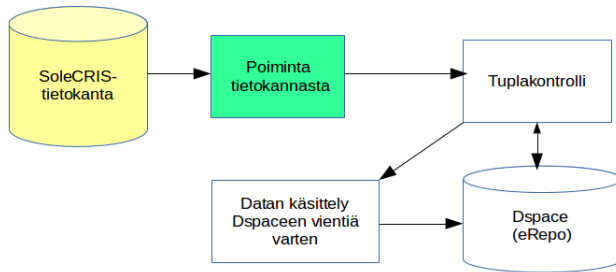 SoleCRIS-
tietokanta
Poiminta
tietokannasta
Tuplakontrolli
Datan käsittely
Dspaceen vientiä
varten
Dspace
(eRepo)